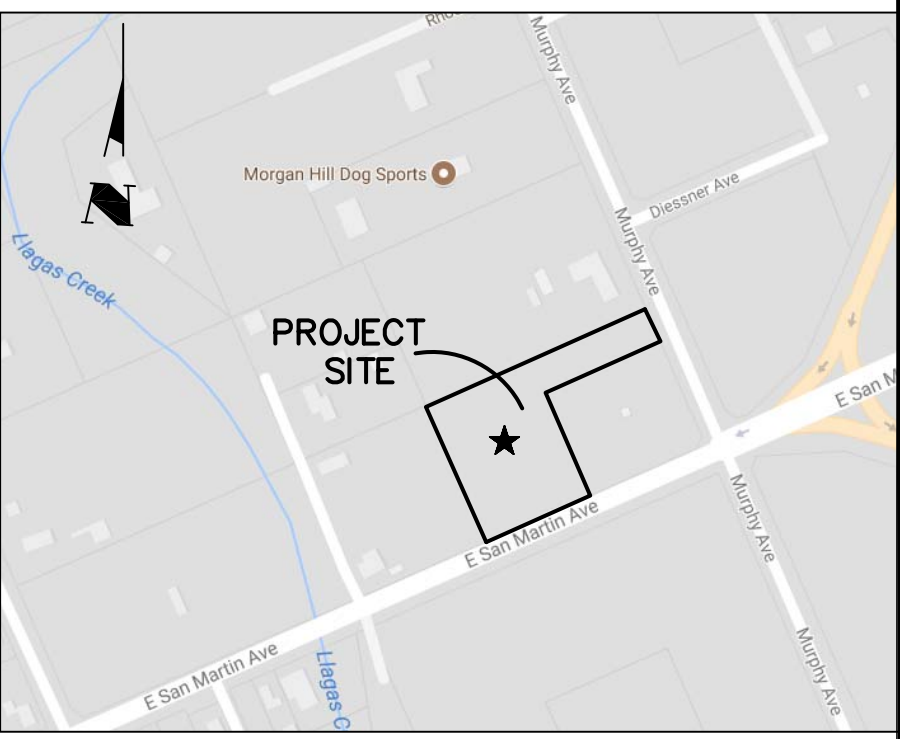 Murphy Ave
Morgan Hill Dog Sports
Diessner Ave
Murphy Ave
N
Llagas Creek
PROJECT
SITE
E San M
E San Martin Ave
Murphy Ave
E San Martin Ave
Llagas C
Murphy Ave